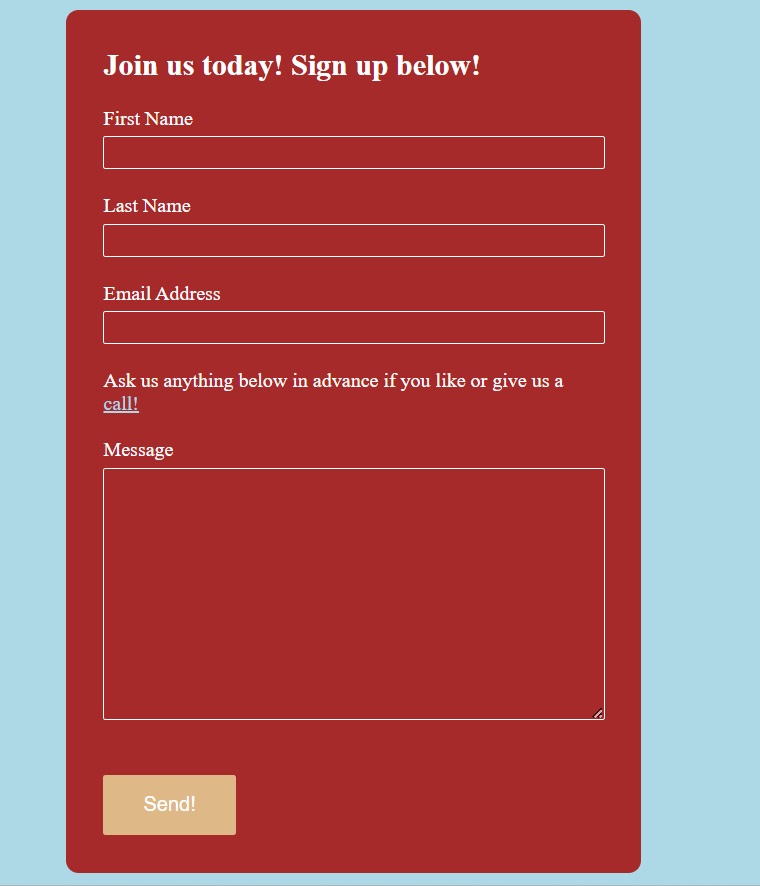 Join us today! Sign up below!
First Name
Last Name
Email Address
Ask us anything below in advance if you like or give us a
call!
Message
Send!